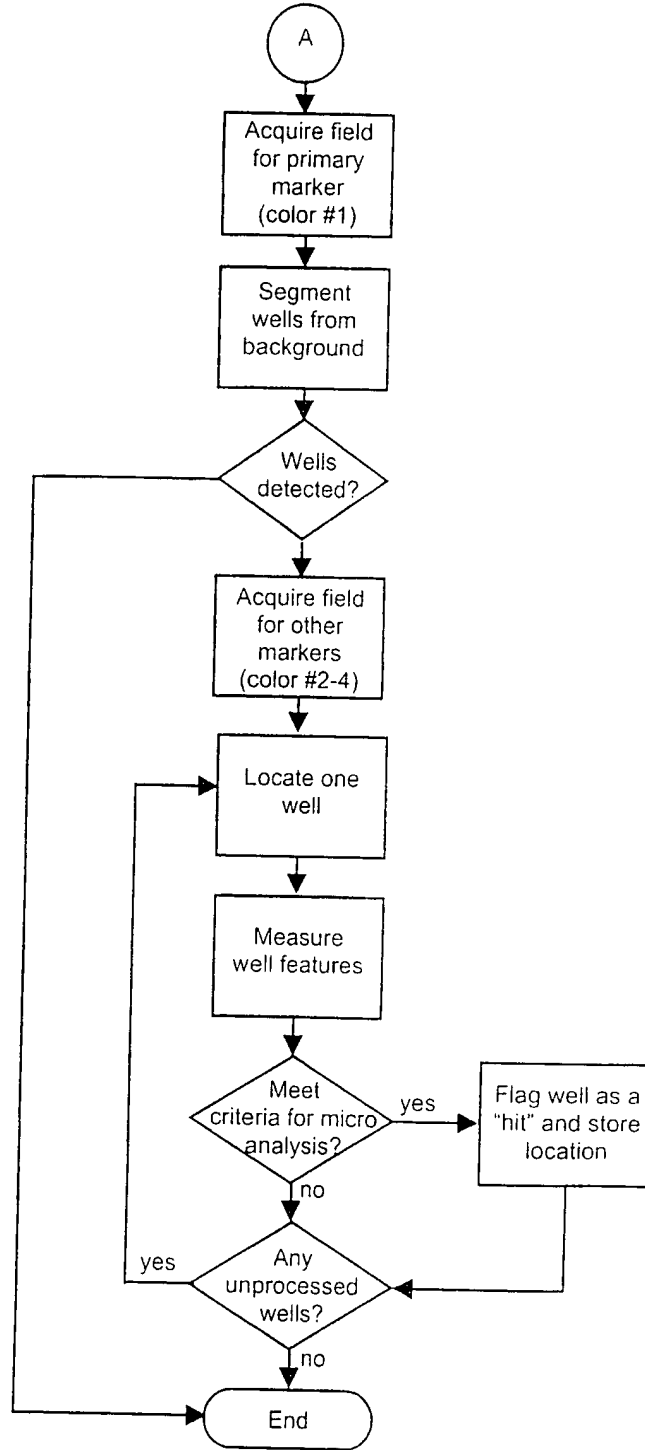 A
Acquire field
for primary
marker
(color #1)
Segment
wells from
background
Wells
detected?
Acquire field
for other
markers
(color #2-4)
Locate one
well
Measure
well features
Meet
criteria for micro
analysis?
yes
Flag well as a
"hit" and store
location
no
yes
Any
unprocessed
wells?
no
End